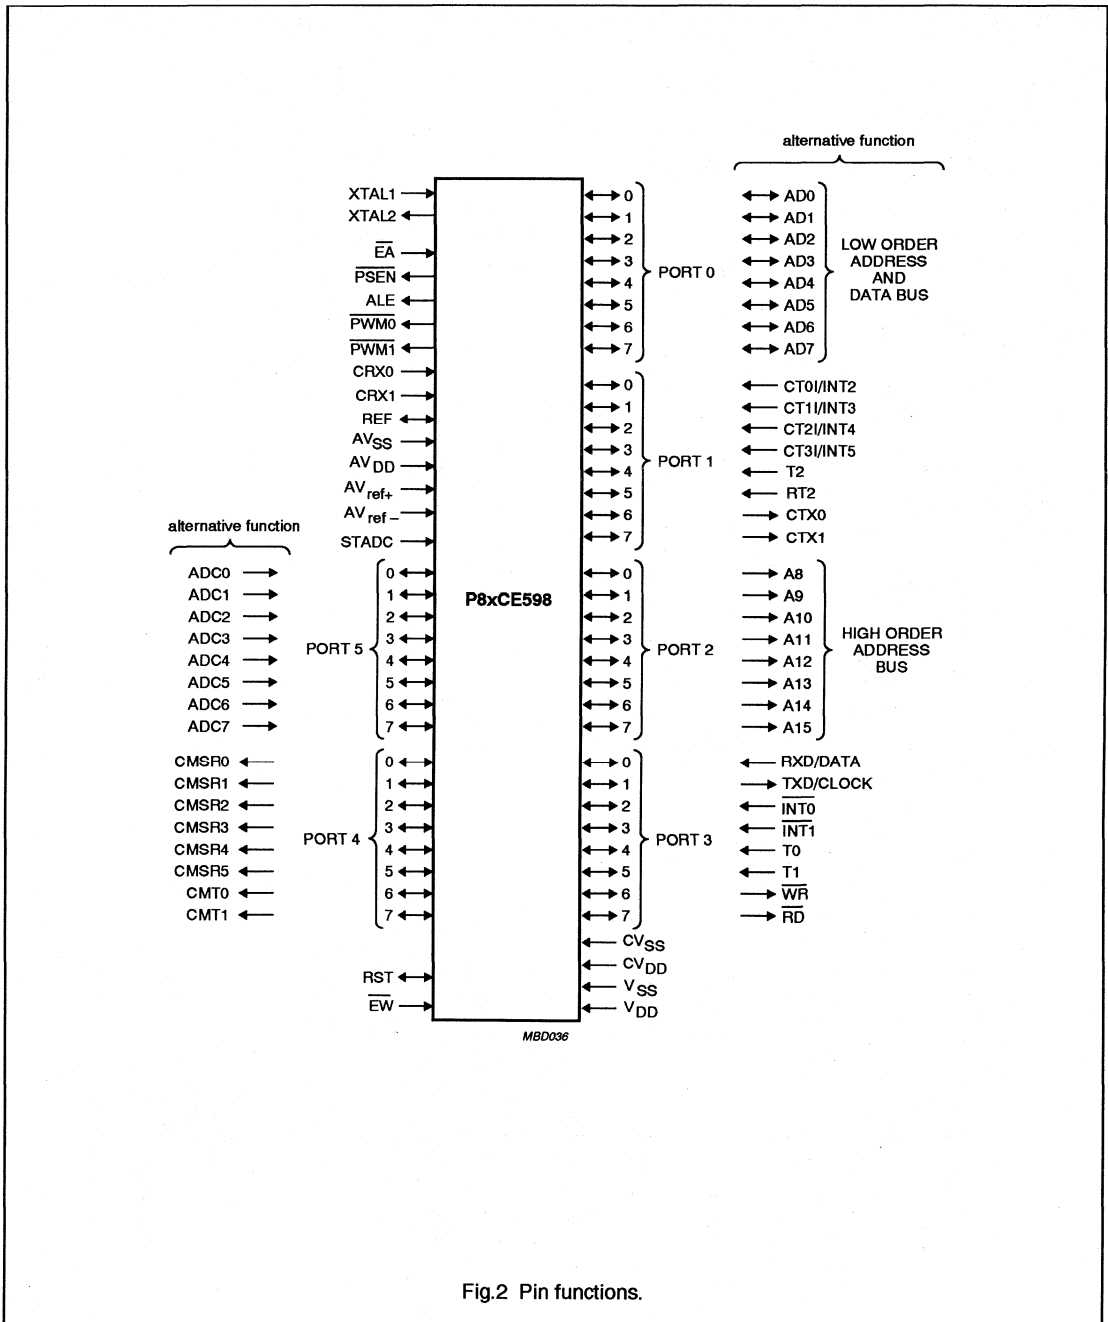 alternative function
XTAL1
XTAL2
EA
PSEN
ALE
PWM0
PWM1
CRX0
CRX1
REF
AVSS
AVDD
AVref+
AVref−
STADC
0
1
2
3
4
5
6
7
PORT 0
AD0
AD1
AD2
AD3
AD4
AD5
AD6
AD7
LOW ORDER
ADDRESS
AND
DATA BUS
0
1
2
3
4
5
6
7
PORT 1
CT0I/INT2
CT1I/INT3
CT2I/INT4
CT3I/INT5
T2
RT2
CTX0
CTX1
alternative function
ADC0
ADC1
ADC2
ADC3
ADC4
ADC5
ADC6
ADC7
PORT 5
0
1
2
3
4
5
6
7
P8xCE598
0
1
2
3
4
5
6
7
PORT 2
A8
A9
A10
A11
A12
A13
A14
A15
HIGH ORDER
ADDRESS
BUS
CMSR0
CMSR1
CMSR2
CMSR3
CMSR4
CMSR5
CMT0
CMT1
PORT 4
0
1
2
3
4
5
6
7
0
1
2
3
4
5
6
7
PORT 3
RXD/DATA
TXD/CLOCK
INT0
INT1
T0
T1
WR
RD
RST
EW
CVSS
CVDD
VSS
VDD
MBD036
Fig.2 Pin functions.